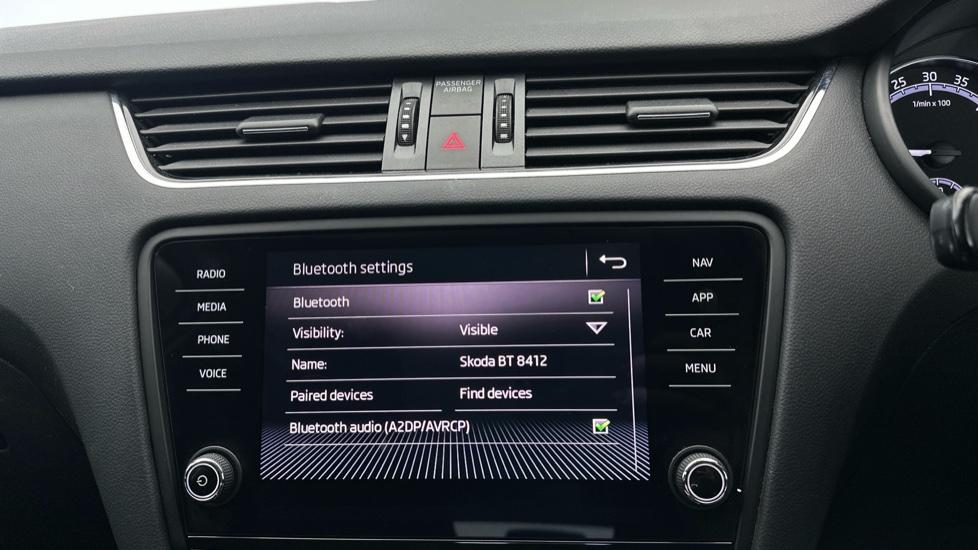 PASSENGER
AIRBAG
25 30 35
1/min x 100
Bluetooth settings
Bluetooth
Visibility: Visible
Name: Skoda BT 8412
Paired devices Find devices
Bluetooth audio (A2DP/AVRCP)
RADIO
MEDIA
PHONE
VOICE
NAV
APP
CAR
MENU